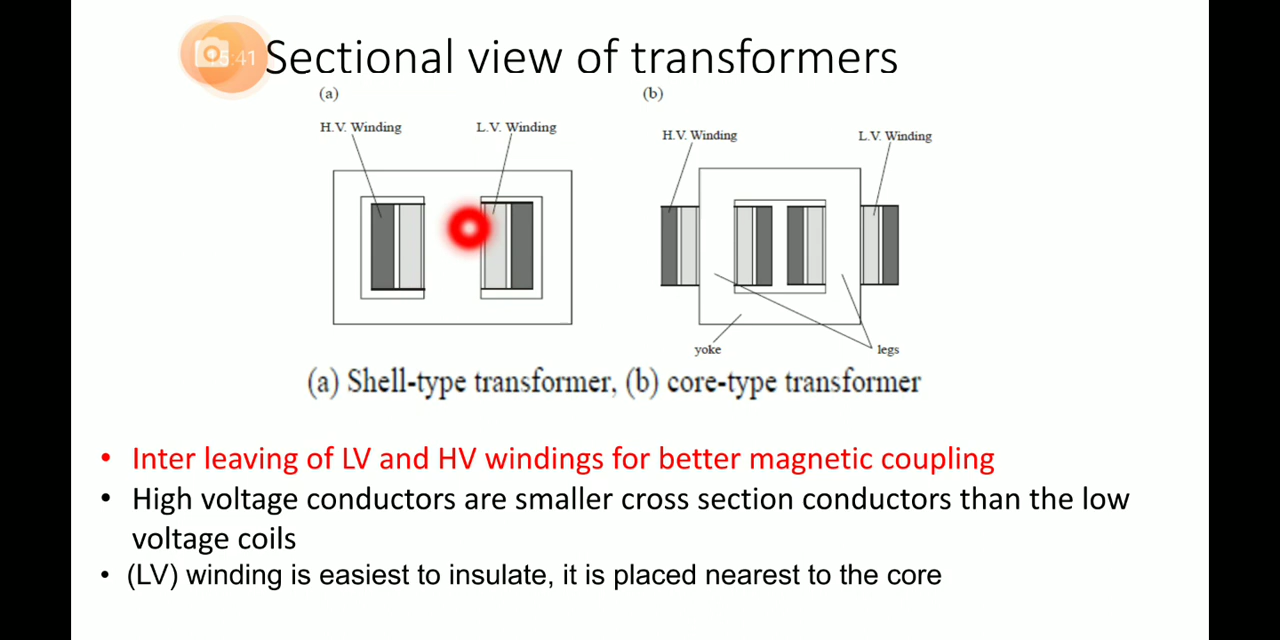 5:41
Sectional view of transformers
(a)
(b)
H.V. Winding
L.V. Winding
H.V. Winding
L.V. Winding
yoke
legs
(a) Shell-type transformer, (b) core-type transformer
• Inter leaving of LV and HV windings for better magnetic coupling
• High voltage conductors are smaller cross section conductors than the low
voltage coils
• (LV) winding is easiest to insulate, it is placed nearest to the core